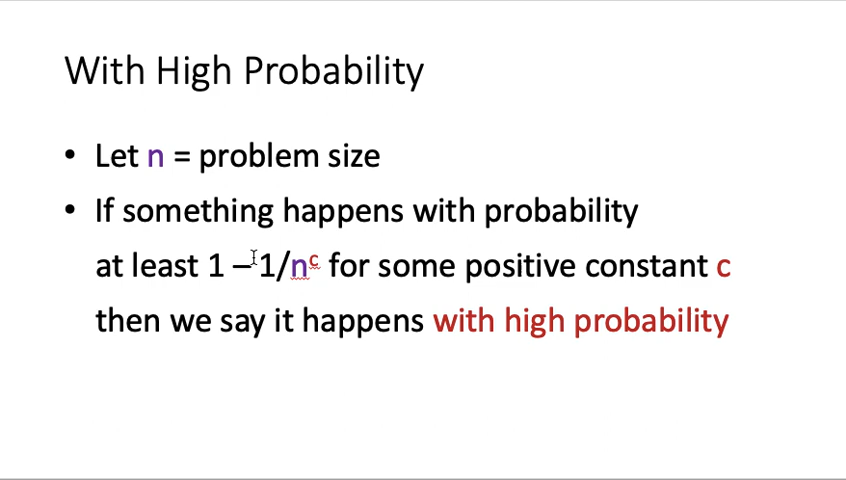 With High Probability
• Let n = problem size
• If something happens with probability
at least 1 – 1/nᶜ for some positive constant c
then we say it happens with high probability